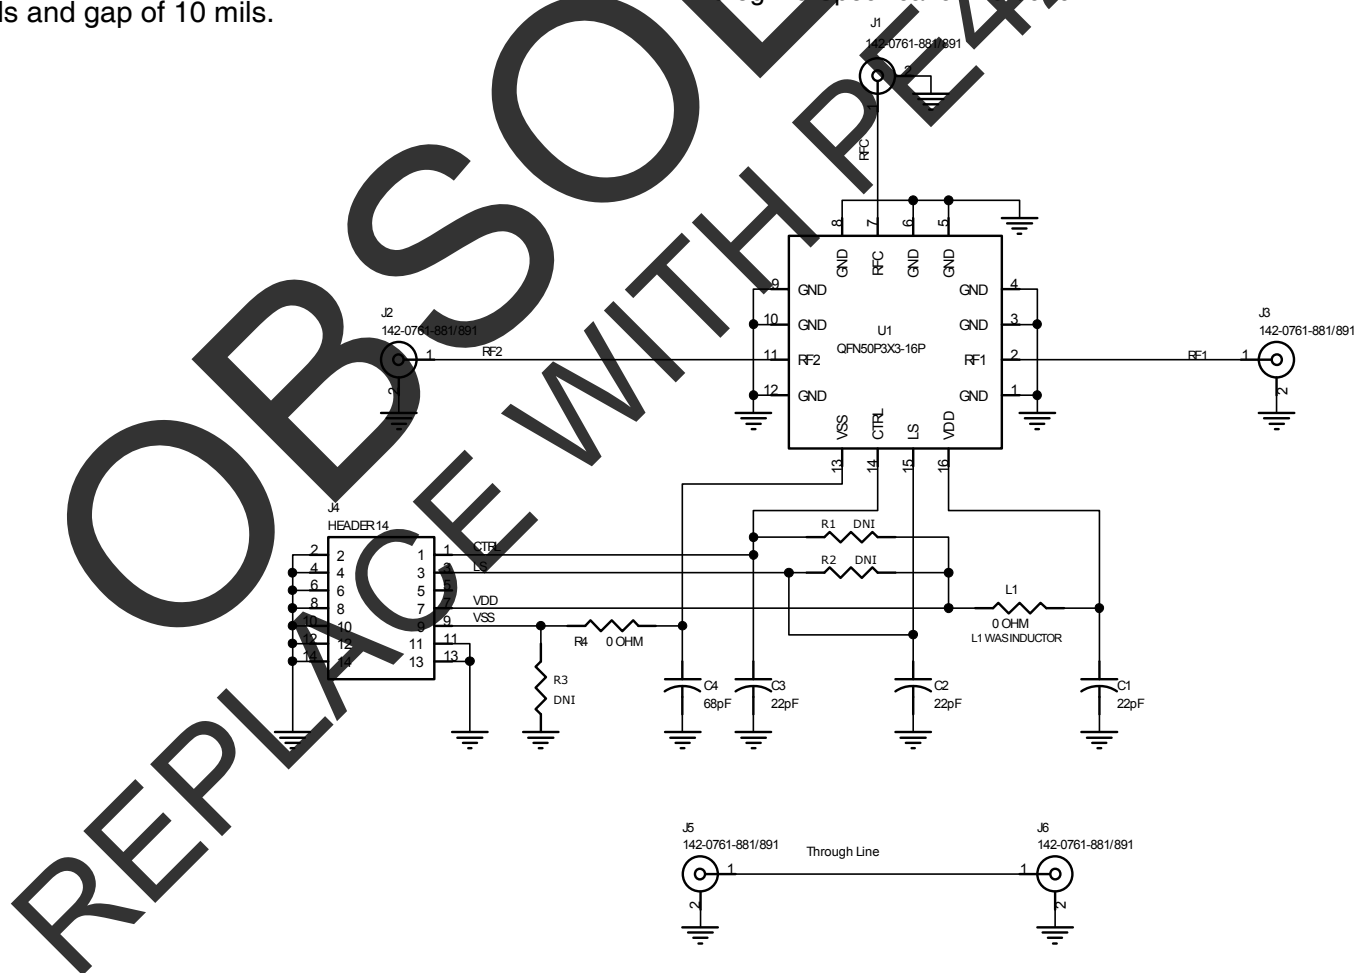 ls and gap of 10 mils.
J1
142-0761-881/891
2
1
RFC
8
7
6
5
GND
RFC
GND
GND
9
GND
GND
4
10
GND
GND
3
U1
QFN50P3X3-16P
11
RF2
RF1
2
12
GND
GND
1
VSS
CTRL
LS
VDD
13
14
15
16
J2
142-0761-881/891
1
RF2
2
J3
142-0761-881/891
RF1
1
2
J4
HEADER 14
2 2 1 1 CTRL
4 4 3 3 LS
6 6 5 5
8 8 7 7 VDD
10 10 9 9 VSS
12 12 11 11
14 14 13 13
R1 DNI
R2 DNI
L1
0 OHM
L1 WAS INDUCTOR
R4 0 OHM
R3
DNI
C4
68pF
C3
22pF
C2
22pF
C1
22pF
J5
142-0761-881/891
1
2
Through Line
J6
142-0761-881/891
1
2
REPLACE WITH